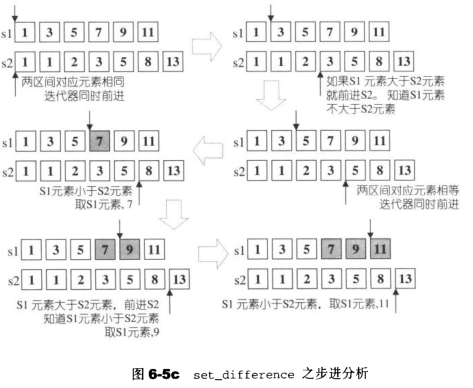 s1 1 3 5 7 9 11
s2 1 1 2 3 5 8 13
两区间对应元素相同
迭代器同时前进
s1 1 3 5 7 9 11
s2 1 1 2 3 5 8 13
如果S1 元素大于S2元素
就前进S2。 知道S1元素
不大于S2元素
s1 1 3 5 7 9 11
s2 1 1 2 3 5 8 13
S1元素小于S2元素
取S1元素, 7
s1 1 3 5 7 9 11
s2 1 1 2 3 5 8 13
两区间对应元素相等
迭代器同时前进
s1 1 3 5 7 9 11
s2 1 1 2 3 5 8 13
S1 元素大于S2元素, 前进S2
知道S1元素小于S2元素
取S1元素,9
s1 1 3 5 7 9 11
s2 1 1 2 3 5 8 13
S1 元素小于S2元素, 取S1元素,11
图 6-5c set_difference 之步进分析